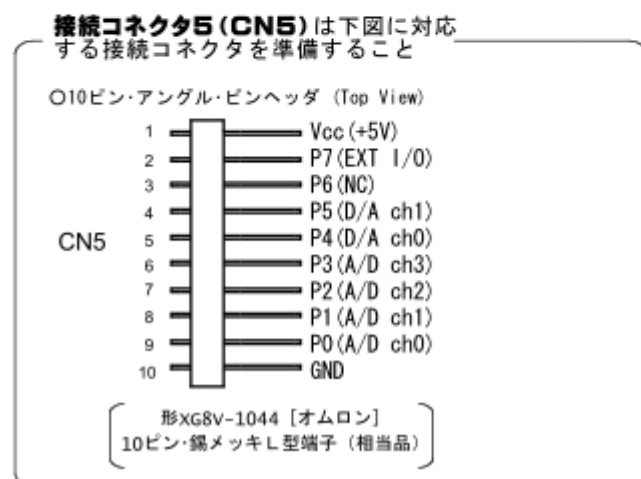 接続コネクタ5(CN5)は下図に対応
する接続コネクタを準備すること
○10ピン・アングル・ピンヘッダ (Top View)
1 Vcc(+5V)
2 P7(EXT I/O)
3 P6(NC)
4 P5(D/A ch1)
CN5
5 P4(D/A ch0)
6 P3(A/D ch3)
7 P2(A/D ch2)
8 P1(A/D ch1)
9 P0(A/D ch0)
10 GND
形XG8V-1044 [オムロン]
10ピン・錫メッキL型端子 (相当品)